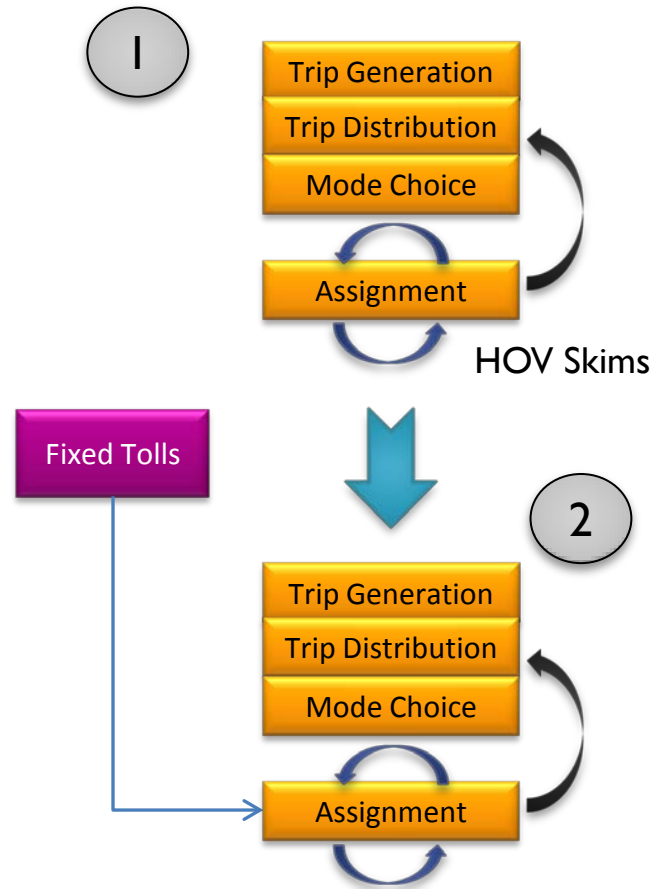 1
Trip Generation
Trip Distribution
Mode Choice
Assignment
HOV Skims
Fixed Tolls
2
Trip Generation
Trip Distribution
Mode Choice
Assignment